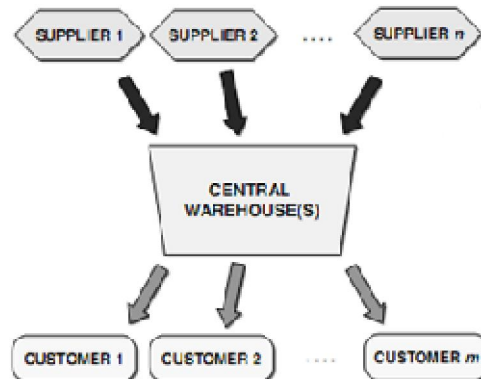 SUPPLIER 1 SUPPLIER 2 .... SUPPLIER n
CENTRAL
WAREHOUSE(S)
CUSTOMER 1 CUSTOMER 2 .... CUSTOMER m